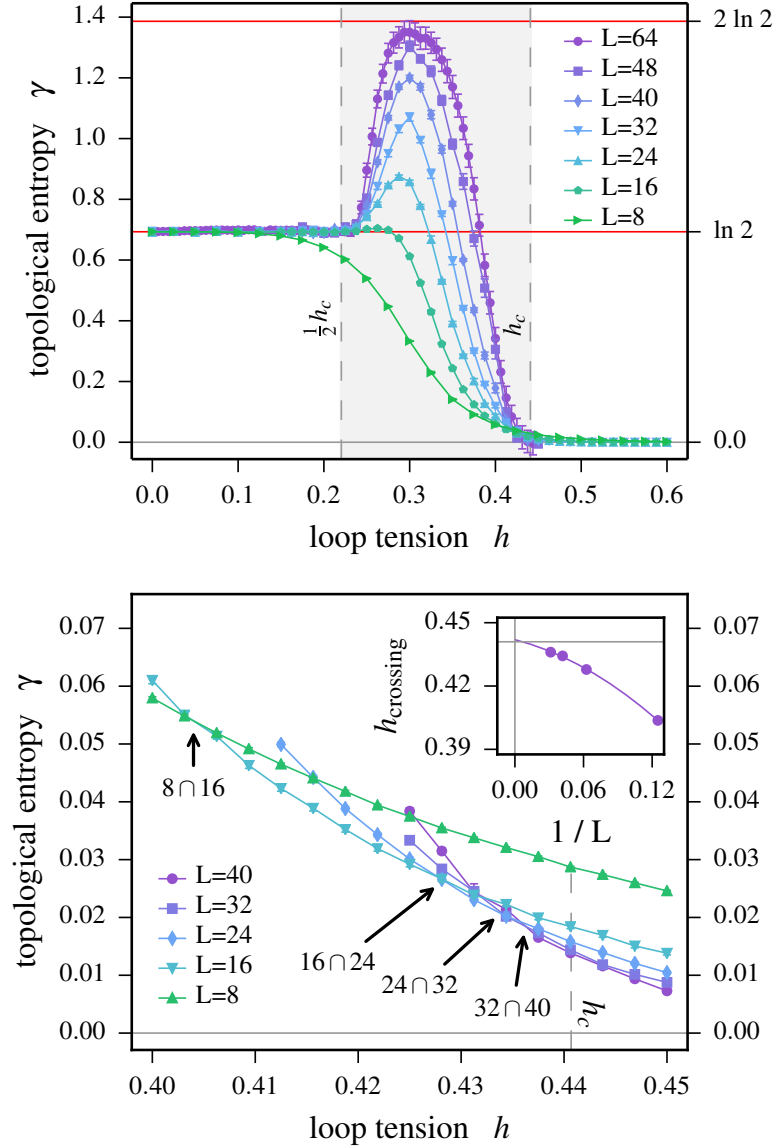 1.4
1.2
1.0
0.8
0.6
0.4
0.2
0.0
topological entropy γ
2 ln 2
ln 2
0.0
L=64
L=48
L=40
L=32
L=24
L=16
L=8
½ h_c
h_c
0.0 0.1 0.2 0.3 0.4 0.5 0.6
loop tension h
0.07
0.06
0.05
0.04
0.03
0.02
0.01
0.00
topological entropy γ
0.07
0.06
0.05
0.04
0.03
0.02
0.01
0.00
0.45
0.42
0.39
h_crossing
0.00 0.06 0.12
1 / L
8∩16
16∩24
24∩32
32∩40
h_c
L=40
L=32
L=24
L=16
L=8
0.40 0.41 0.42 0.43 0.44 0.45
loop tension h